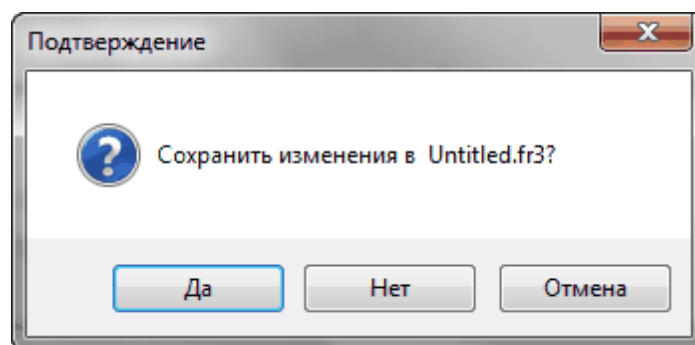 Подтверждение
Сохранить изменения в  Untitled.fr3?
Да
Нет
Отмена